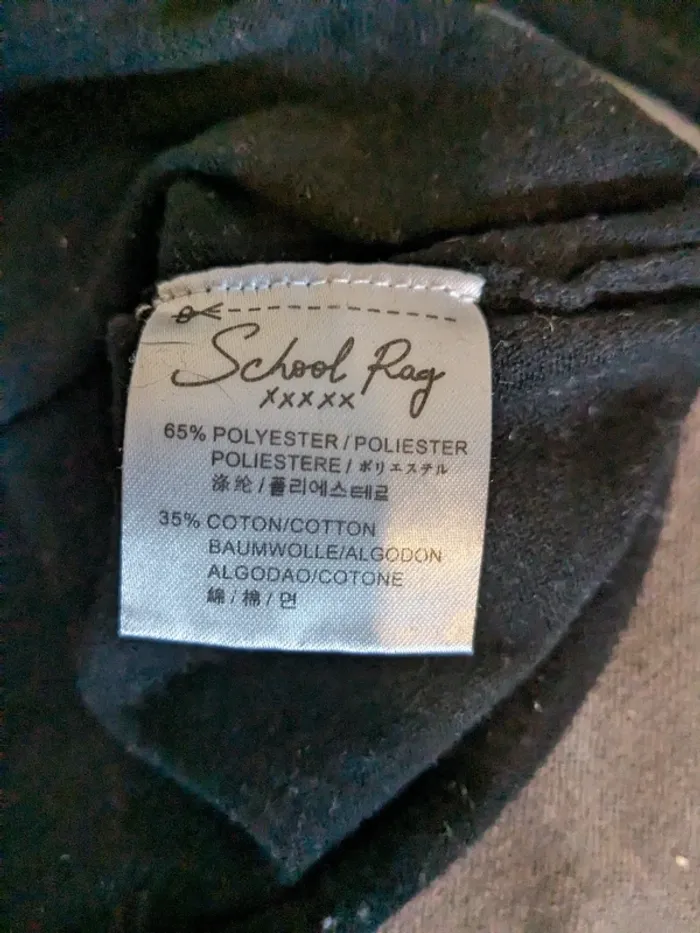 School Rag
xxxxx
65% POLYESTER/POLIESTER
POLIESTERE/ポリエステル
涤纶/폴리에스테르
35% COTON/COTTON
BAUMWOLLE/ALGODON
ALGODAO/COTONE
綿/棉/면